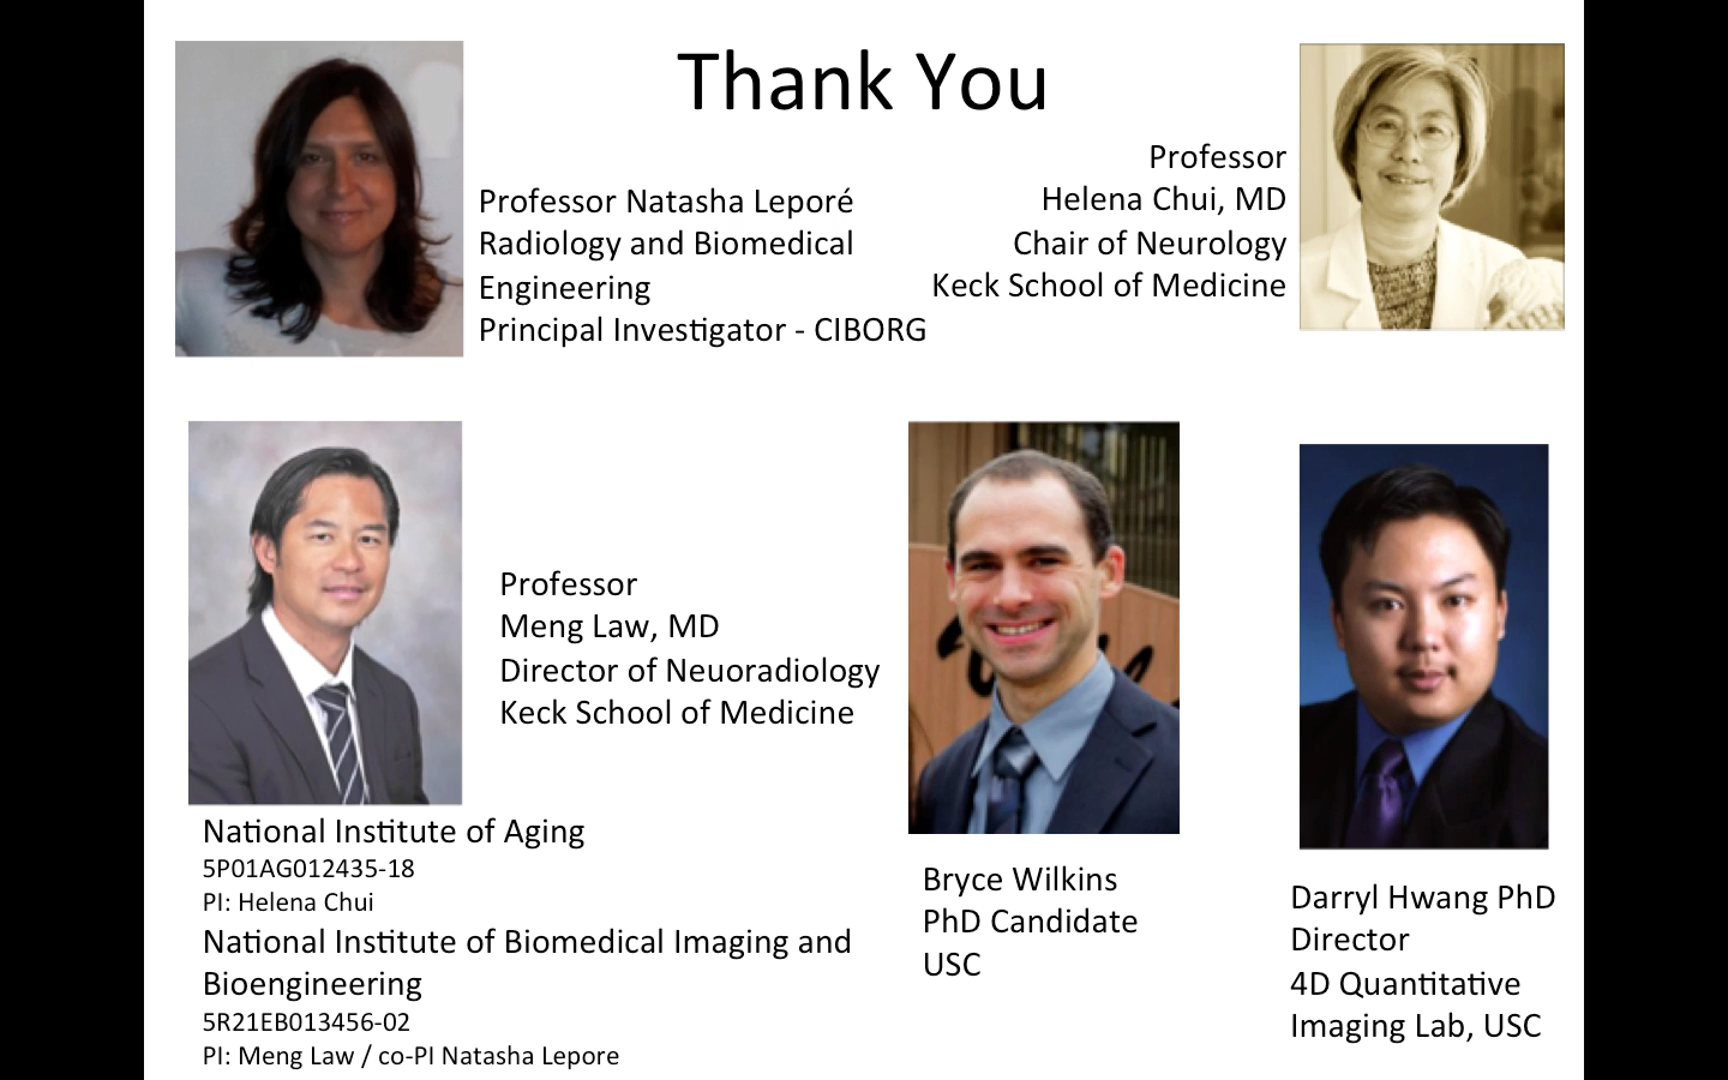 Thank You
Professor Natasha Leporé
Radiology and Biomedical
Engineering
Principal Investigator - CIBORG
Professor
Helena Chui, MD
Chair of Neurology
Keck School of Medicine
Professor
Meng Law, MD
Director of Neuoradiology
Keck School of Medicine
National Institute of Aging
5P01AG012435-18
PI: Helena Chui
National Institute of Biomedical Imaging and
Bioengineering
5R21EB013456-02
PI: Meng Law / co-PI Natasha Lepore
Bryce Wilkins
PhD Candidate
USC
Darryl Hwang PhD
Director
4D Quantitative
Imaging Lab, USC